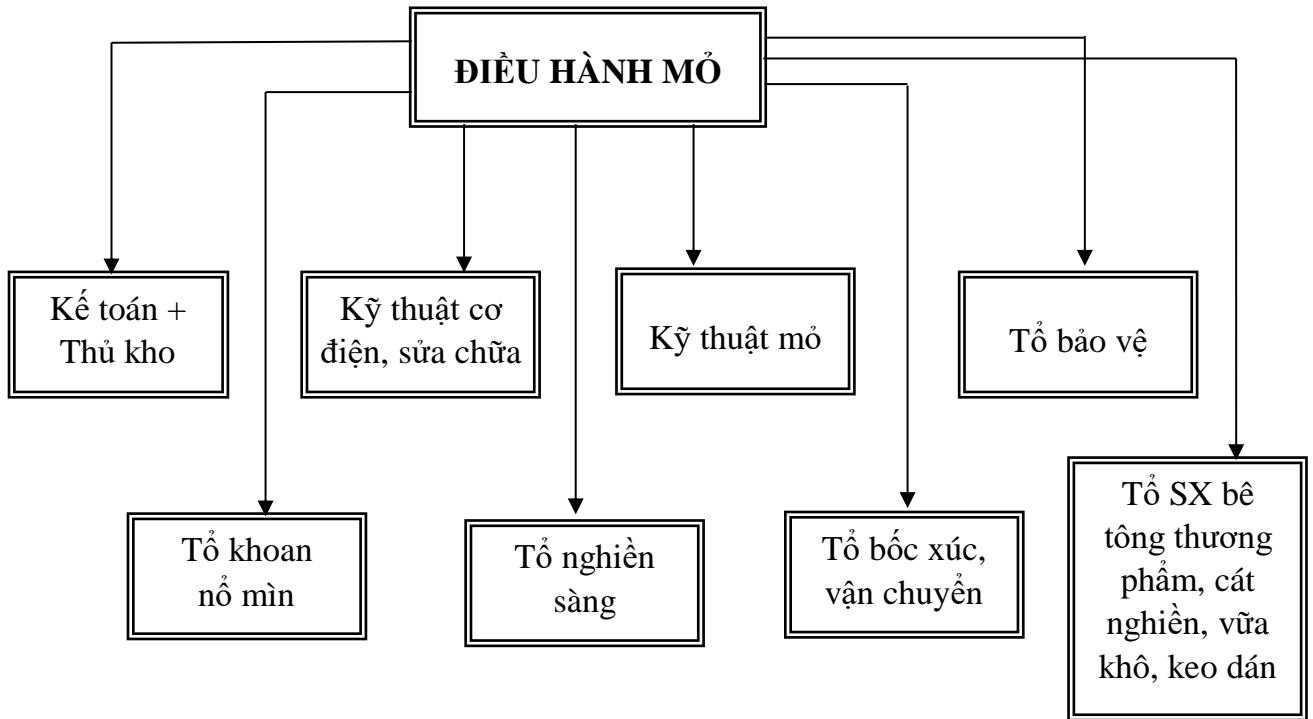 ĐIỀU HÀNH MỎ
Kế toán +
Thủ kho
Kỹ thuật cơ
điện, sửa chữa
Kỹ thuật mỏ
Tổ bảo vệ
Tổ khoan
nổ mìn
Tổ nghiền
sàng
Tổ bốc xúc,
vận chuyển
Tổ SX bê
tông thương
phẩm, cát
nghiền, vữa
khô, keo dán